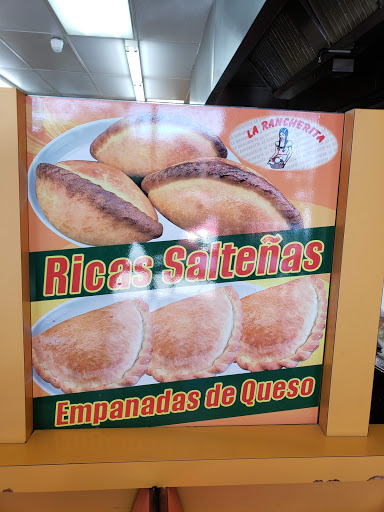 LA RANCHERITA
Ricas Salteñas
Empanadas de Queso